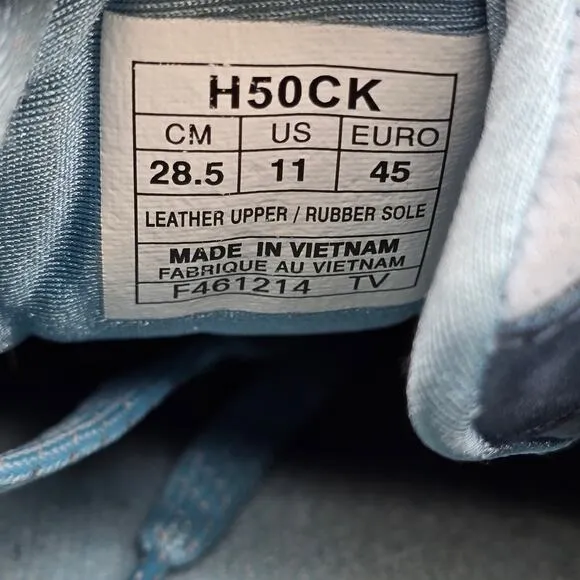 H50CK
CM US EURO
28.5 11 45
LEATHER UPPER / RUBBER SOLE
MADE IN VIETNAM
FABRIQUE AU VIETNAM
F461214 TV